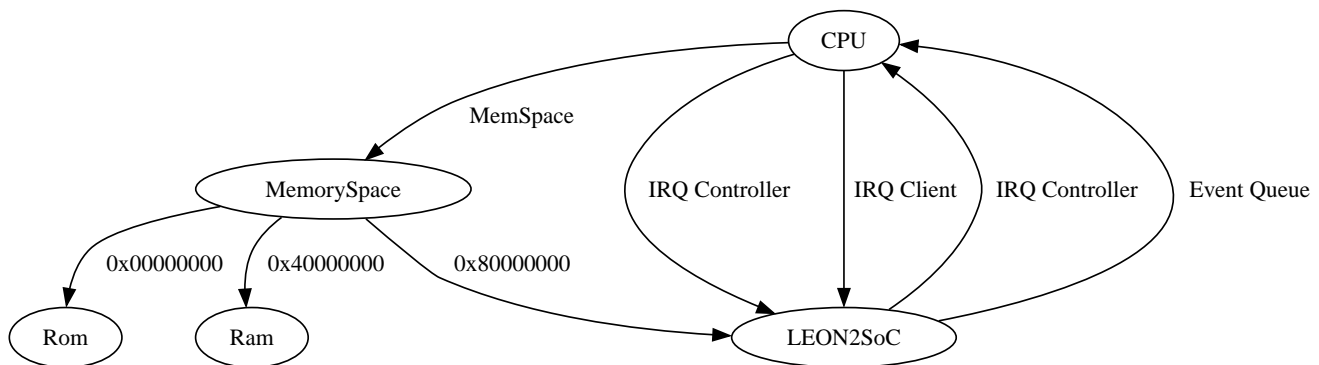 CPU
MemSpace
MemorySpace
IRQ Controller
IRQ Client
IRQ Controller
Event Queue
0x00000000
0x40000000
0x80000000
Rom
Ram
LEON2SoC